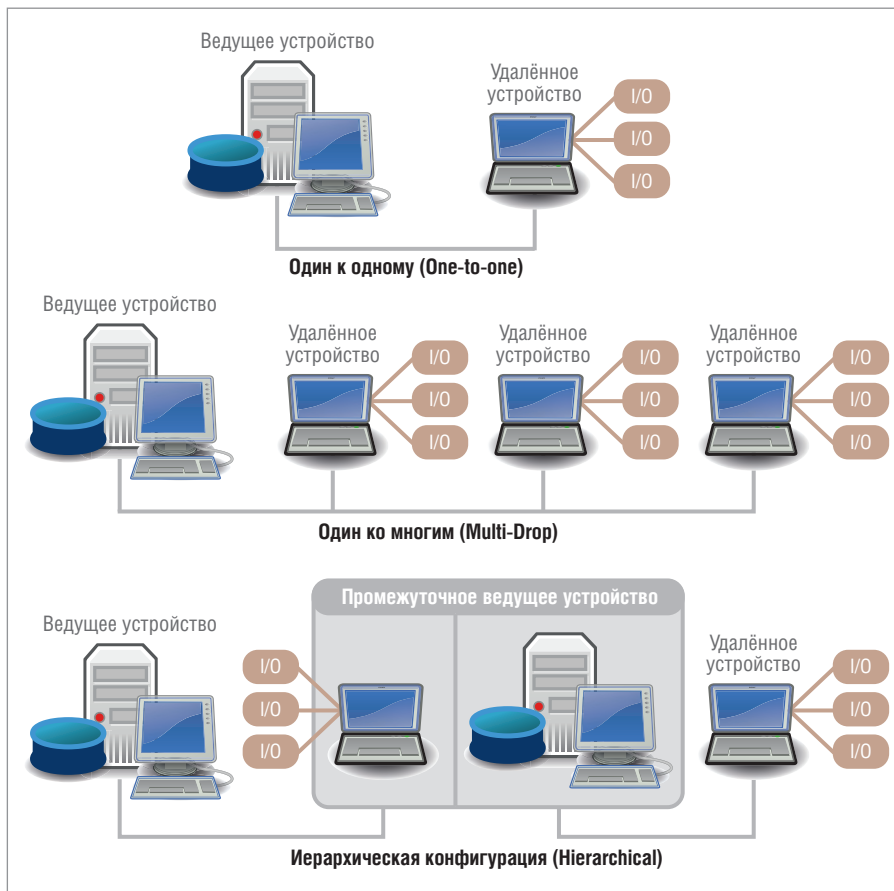 Ведущее устройство
Удалённое
устройство
I/O
I/O
I/O
Один к одному (One-to-one)
Ведущее устройство
Удалённое
устройство
I/O
I/O
I/O
Удалённое
устройство
I/O
I/O
I/O
Удалённое
устройство
I/O
I/O
I/O
Один ко многим (Multi-Drop)
Ведущее устройство
I/O
I/O
I/O
Промежуточное ведущее устройство
Удалённое
устройство
I/O
I/O
I/O
Иерархическая конфигурация (Hierarchical)